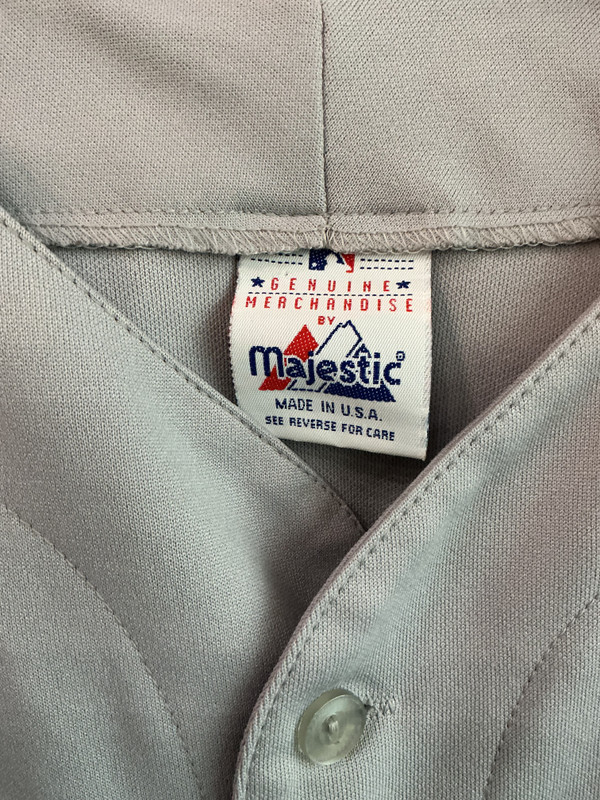 GENUINE
MERCHANDISE
BY
Majestic®
MADE IN U.S.A.
SEE REVERSE FOR CARE